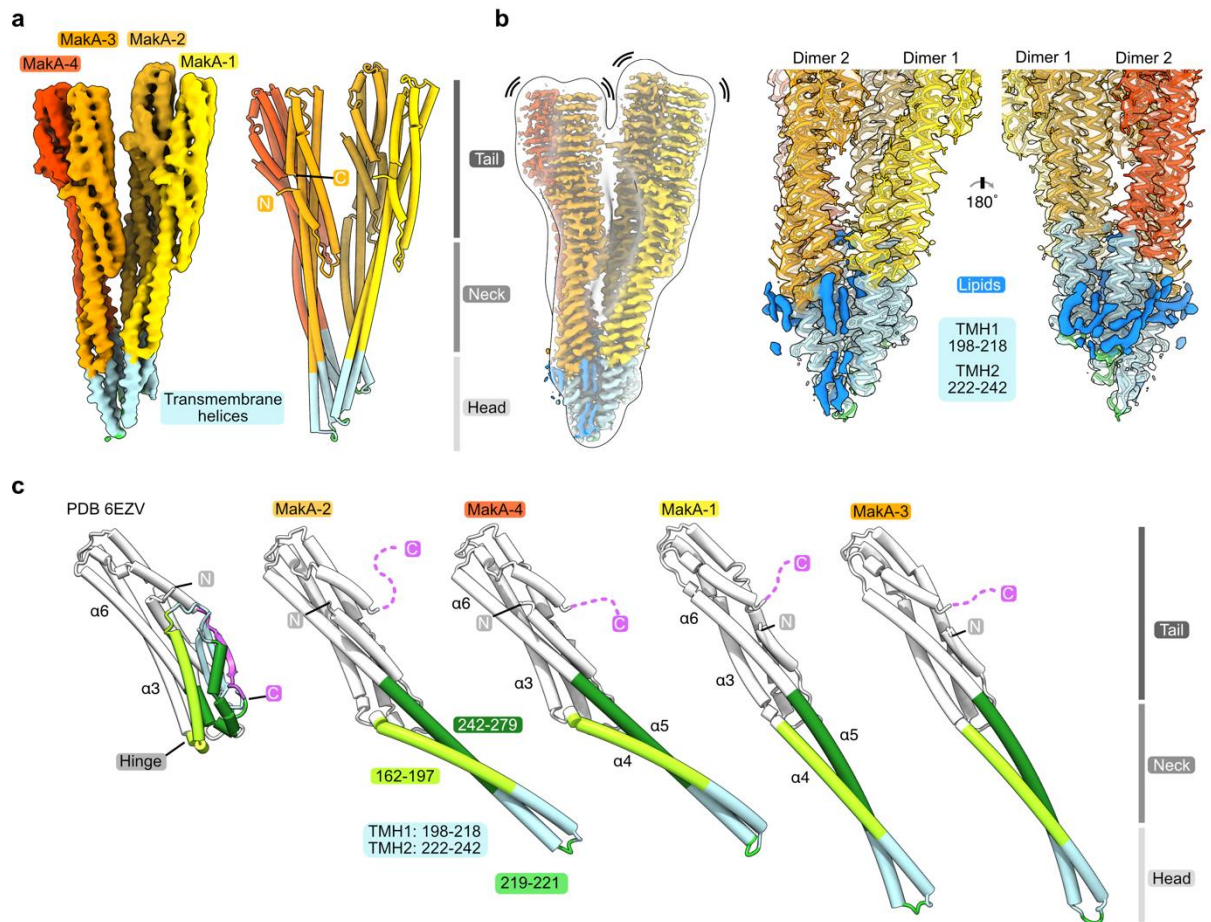 a
MakA-3
MakA-2
MakA-4
MakA-1
C
N
Transmembrane
helices
Tail
Neck
Head
b
Dimer 2
Dimer 1
Dimer 1
Dimer 2
180°
Lipids
TMH1
198-218
TMH2
222-242
c
PDB 6EZV
MakA-2
MakA-4
MakA-1
MakA-3
N
α6
α3
C
Hinge
C
N
242-279
162-197
TMH1: 198-218
TMH2: 222-242
219-221
α6
N
C
α3
α5
α4
C
α6
N
α3
α5
α4
C
N
Tail
Neck
Head